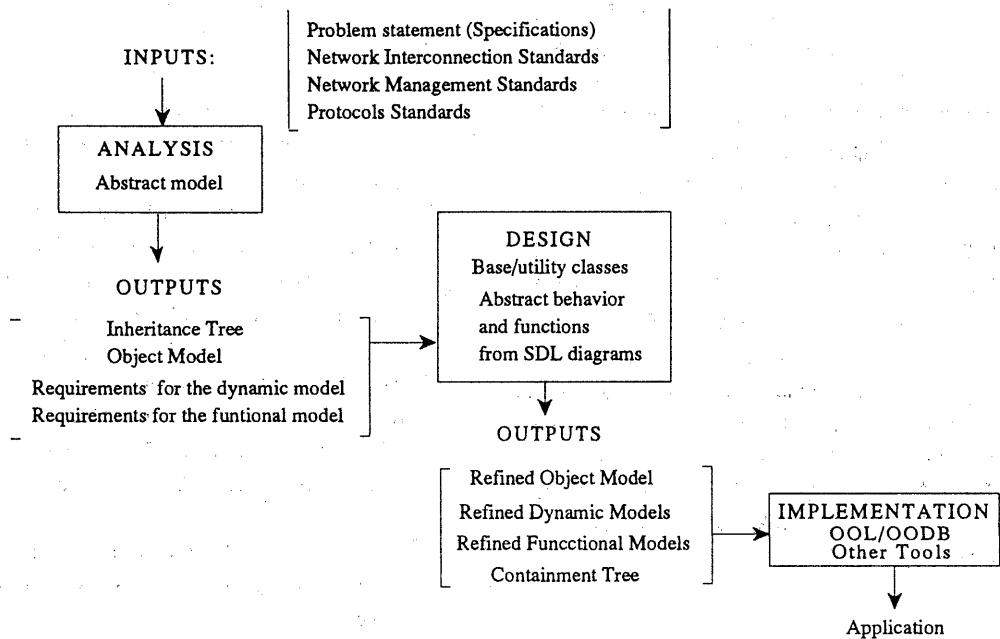 INPUTS:
Problem statement (Specifications)
Network Interconnection Standards
Network Management Standards
Protocols Standards
ANALYSIS
Abstract model
OUTPUTS
Inheritance Tree
Object Model
Requirements for the dynamic model
Requirements for the funtional model
DESIGN
Base/utility classes
Abstract behavior
and functions
from SDL diagrams
OUTPUTS
Refined Object Model
Refined Dynamic Models
Refined Funcctional Models
Containment Tree
IMPLEMENTATION
OOL/OODB
Other Tools
Application